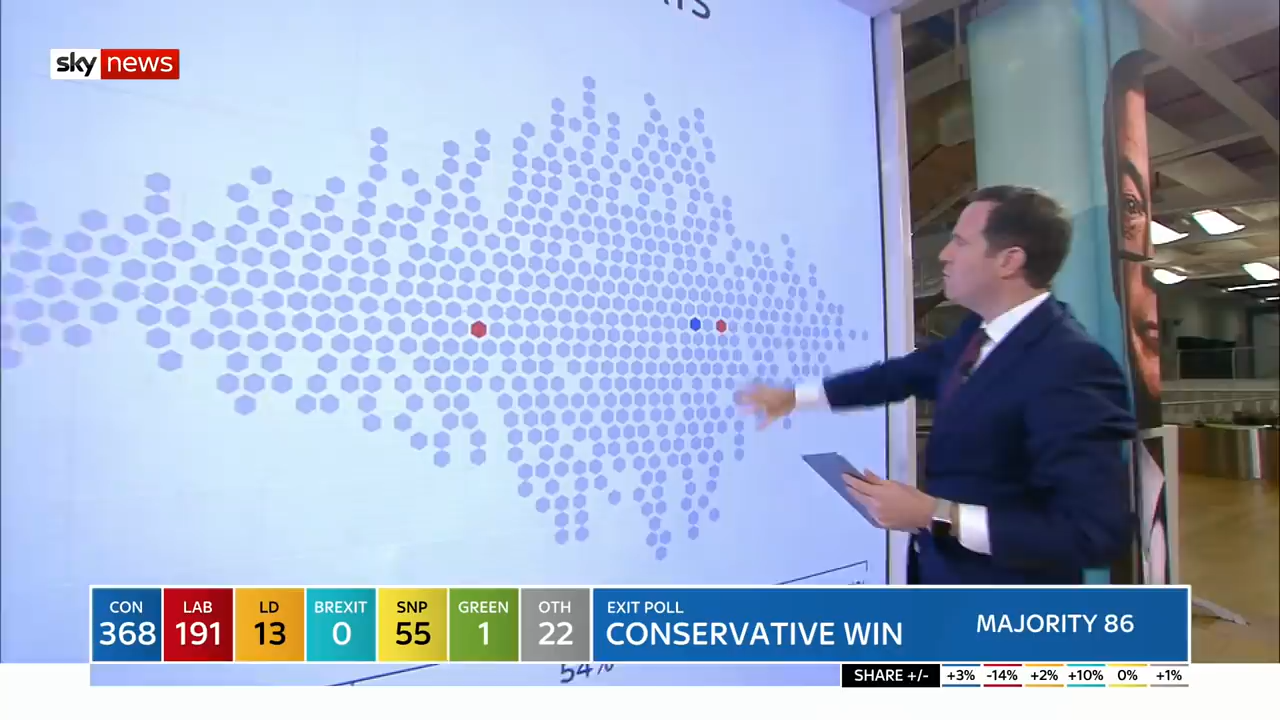 sky news
CON
368
LAB
191
LD
13
BREXIT
0
SNP
55
GREEN
1
OTH
22
EXIT POLL
CONSERVATIVE WIN
MAJORITY 86
54%
SHARE +/-
+3%
-14%
+2%
+10%
0%
+1%